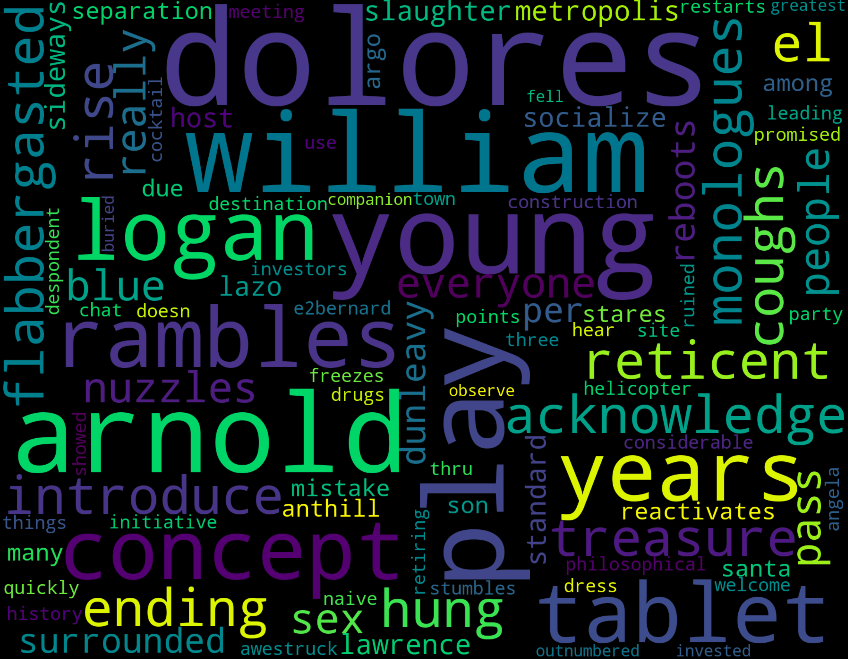 separation
meeting
slaughter
metropolis
restarts
greatest
flabbergasted
sideways
dolores
argo
el
rise
really
cocktail
fell
among
host
use
socialize
monologues
leading
promised
william
reboots
coughs
people
due
destination
companion
town
construction
buried
logan
young
despondent
investors
blue
lazo
everyone
ruined
chat
doesn
e2bernard
points
per
stares
party
hear
site
rambles
dunleavy
play
three
reticent
freezes
nuzzles
drugs
observe
helicopter
arnold
acknowledge
showed
considerable
standard
thru
years
angela
introduce
mistake
son
pass
anthill
reactivates
things
initiative
retiring
treasure
concept
many
philosophical
santa
quickly
stumbles
dress
welcome
naive
history
ending
sex
hung
tablet
surrounded
awestruck
lawrence
outnumbered
invested